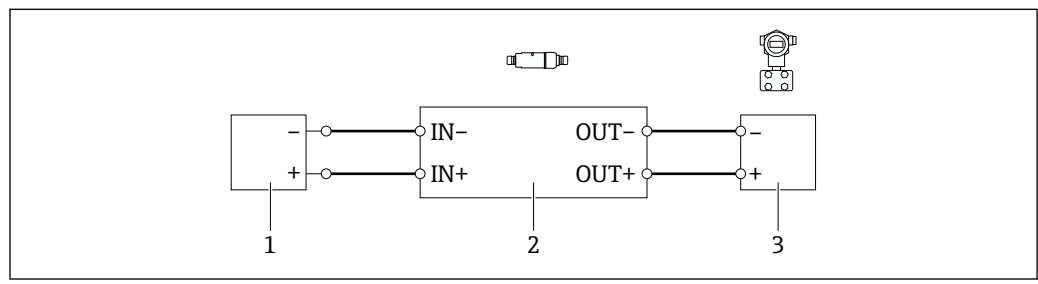 − IN− OUT− −
+ IN+ OUT+ +
1 2 3